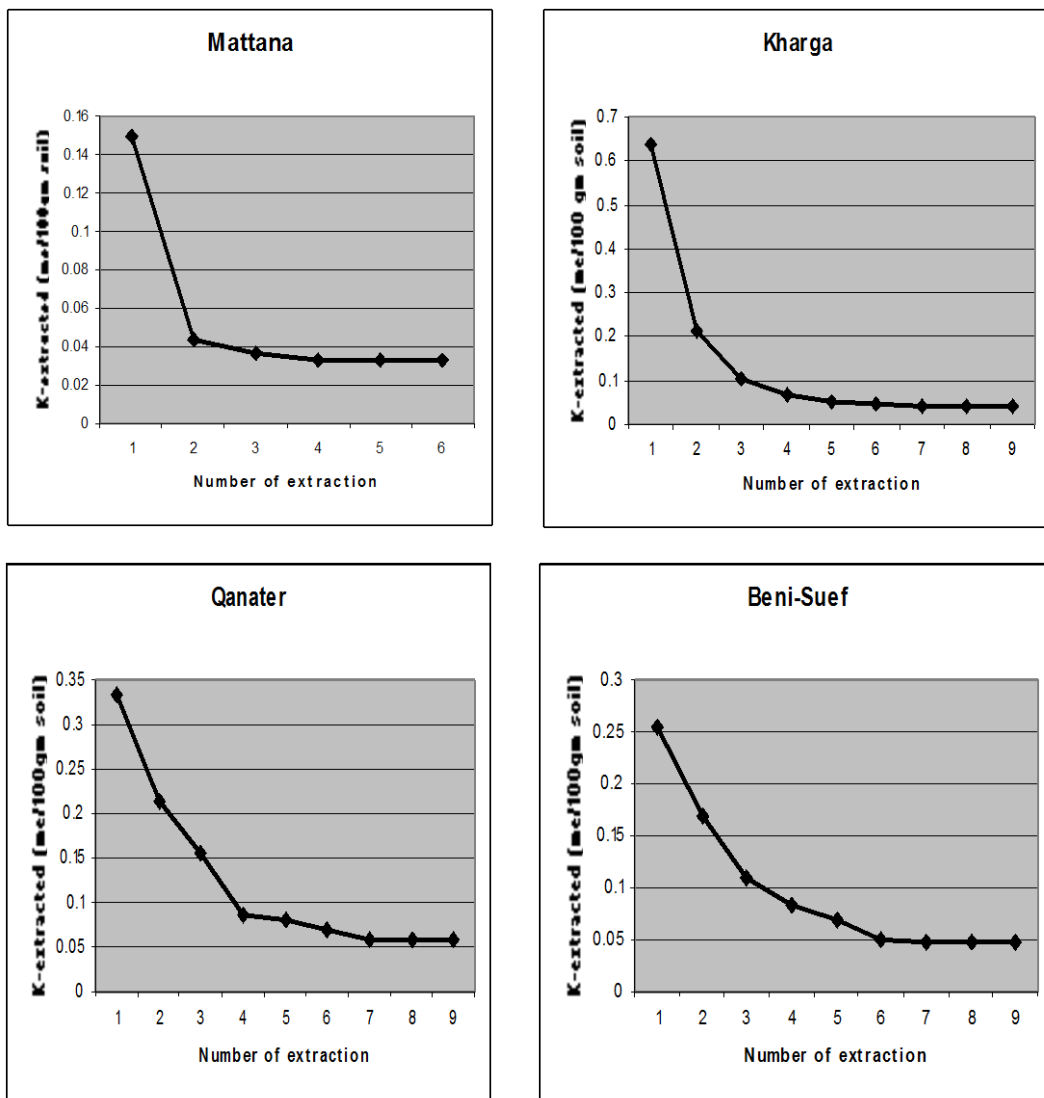 Mattana
K-extracted (me/100gm soil)
0.16
0.14
0.12
0.1
0.08
0.06
0.04
0.02
0
1 2 3 4 5 6
Number of extraction
Kharga
K-extracted (me/100 gm soil)
0.7
0.6
0.5
0.4
0.3
0.2
0.1
0
1 2 3 4 5 6 7 8 9
Number of extraction
Qanater
K-extracted (me/100gm soil)
0.35
0.3
0.25
0.2
0.15
0.1
0.05
0
1 2 3 4 5 6 7 8 9
Number of extraction
Beni-Suef
K-extracted (me/100gm soil)
0.3
0.25
0.2
0.15
0.1
0.05
0
1 2 3 4 5 6 7 8 9
Number of extraction